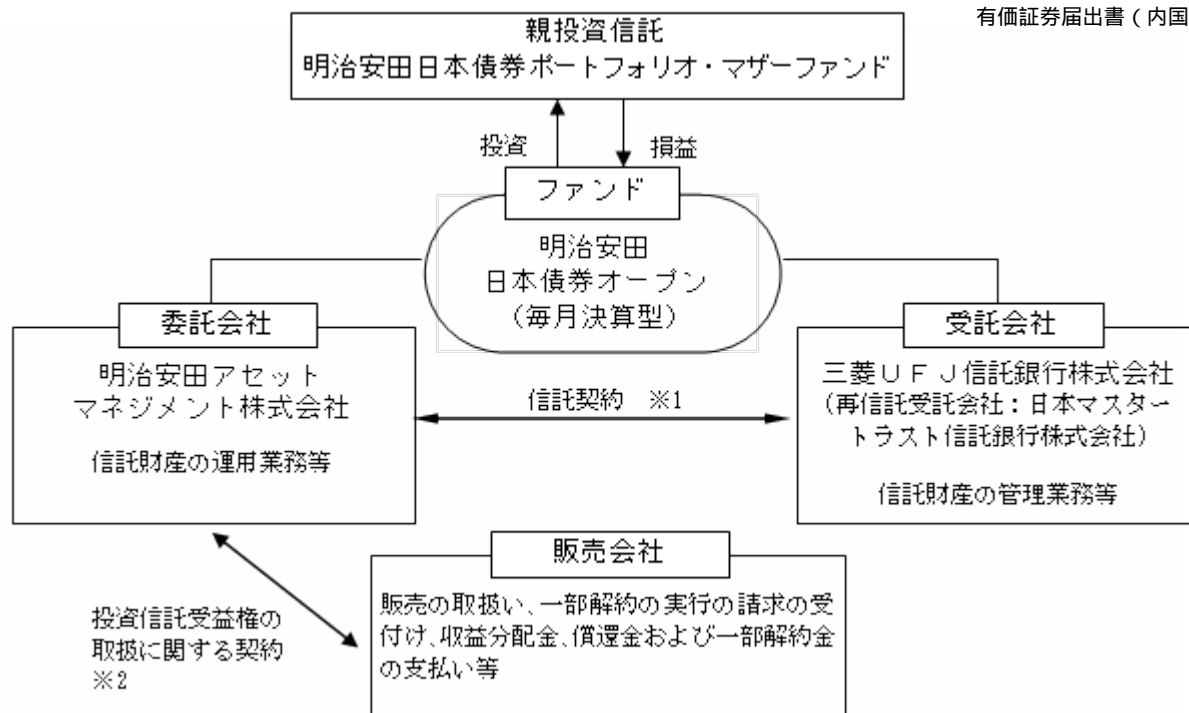 有価証券届出書(内国
親投資信託
明治安田日本債券ポートフォリオ・マザーファンド
投資
損益
ファンド
明治安田
日本債券オープン
(毎月決算型)
委託会社
明治安田アセット
マネジメント株式会社
信託財産の運用業務等
信託契約 ※1
受託会社
三菱UFJ信託銀行株式会社
(再信託受託会社:日本マスター
トラスト信託銀行株式会社)
信託財産の管理業務等
投資信託受益権の
取扱に関する契約
※2
販売会社
販売の取扱い、一部解約の実行の請求の受
付け、収益分配金、償還金および一部解約金
の支払い等